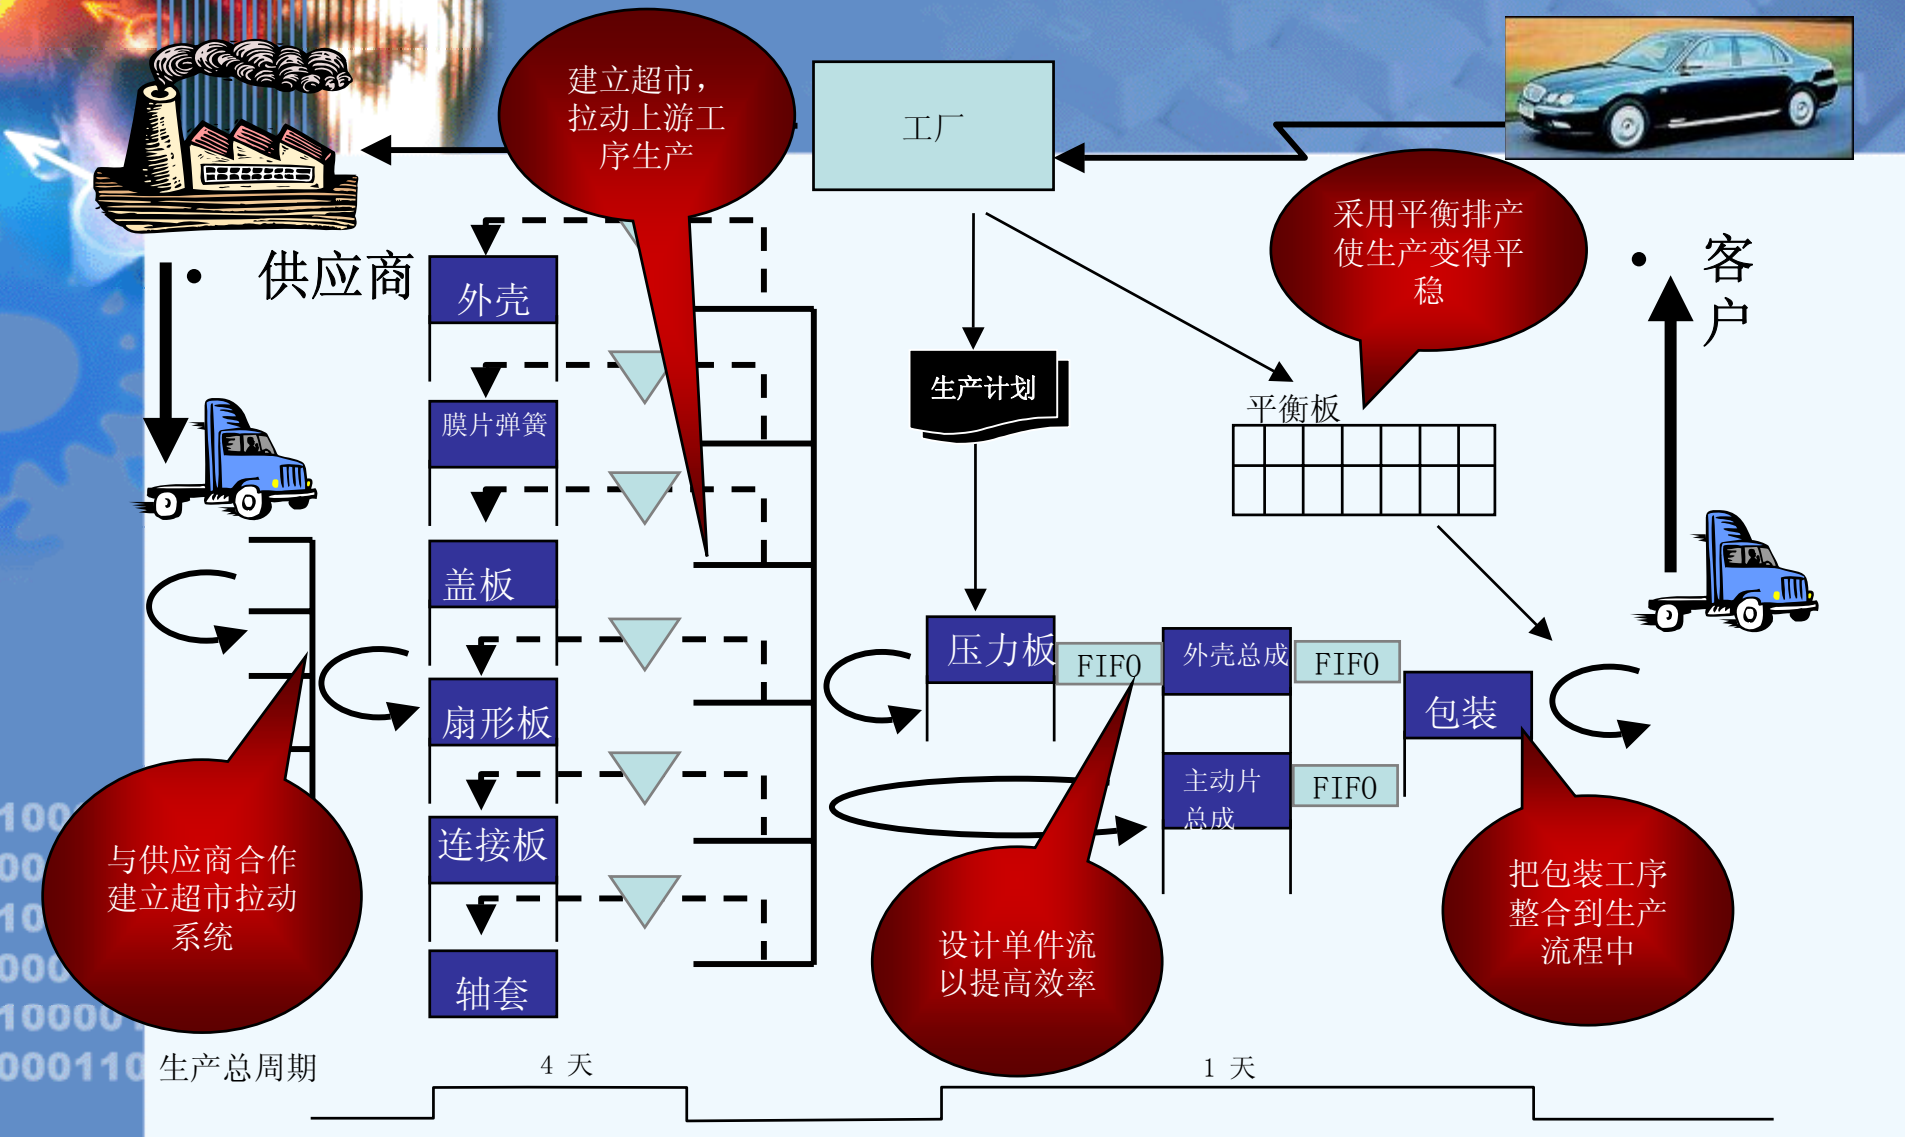 建立超市，
拉动上游工
序生产
工厂
采用平衡排产
使生产变得平
稳
• 供应商
• 客
户
外壳
膜片弹簧
盖板
扇形板
连接板
轴套
生产计划
平衡板
压力板
FIFO
外壳总成
FIFO
包装
主动片
总成
FIFO
与供应商合作
建立超市拉动
系统
设计单件流
以提高效率
把包装工序
整合到生产
流程中
生产总周期
4 天
1 天
000110